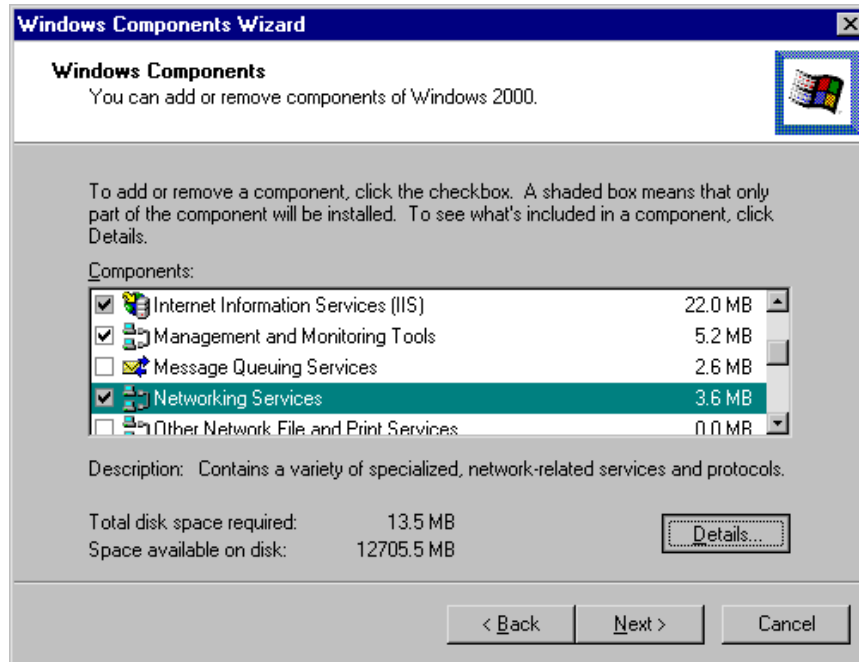 Windows Components Wizard
Windows Components
You can add or remove components of Windows 2000.
To add or remove a component, click the checkbox. A shaded box means that only
part of the component will be installed. To see what's included in a component, click
Details.
Components:
Internet Information Services (IIS) 22.0 MB
Management and Monitoring Tools 5.2 MB
Message Queuing Services 2.6 MB
Networking Services 3.6 MB
Other Network File and Print Services 0.0 MB
Description: Contains a variety of specialized, network-related services and protocols.
Total disk space required: 13.5 MB
Space available on disk: 12705.5 MB
Details...
< Back Next > Cancel